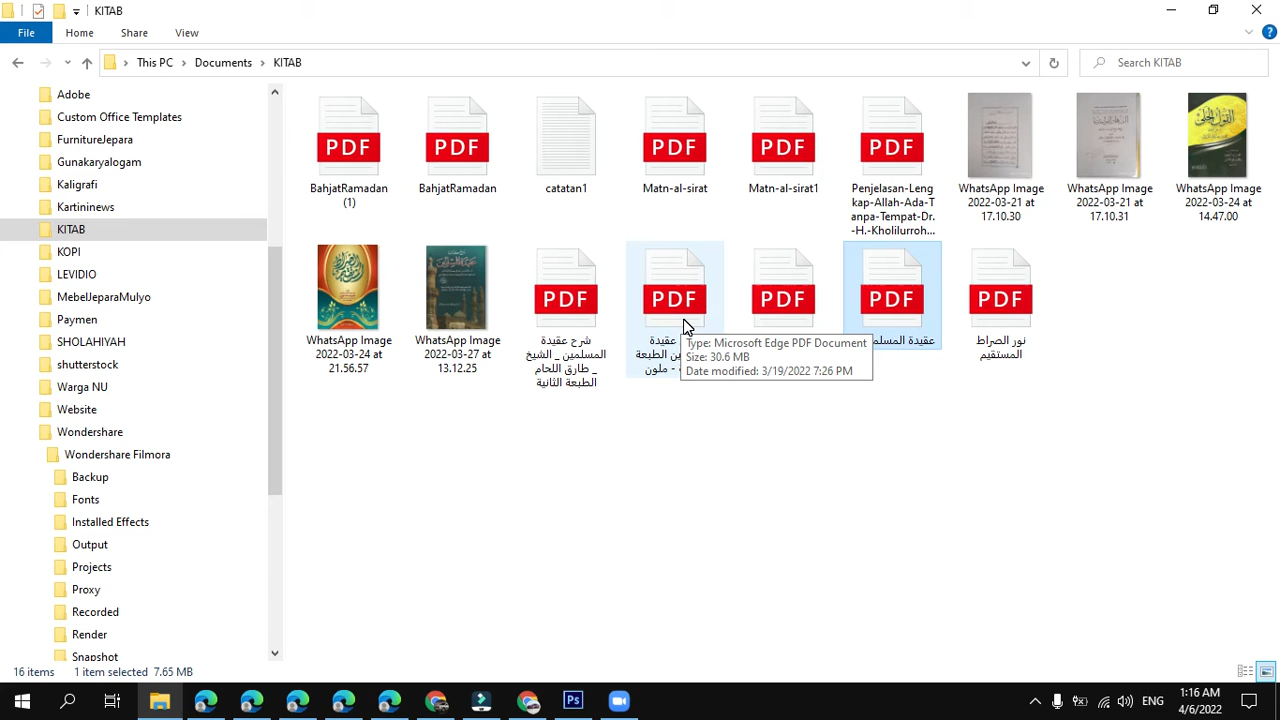 KITAB
File
Home
Share
View
This PC
Documents
KITAB
Search KITAB
Adobe
Custom Office Templates
FurnitureJepara
Gunakaryalogam
Kaligrafi
Kartininews
KITAB
KOPI
LEVIDIO
MebelJeparaMulyo
Paymen
SHOLAHIYAH
shutterstock
Warga NU
Website
Wondershare
Wondershare Filmora
Backup
Fonts
Installed Effects
Output
Projects
Proxy
Recorded
Render
Snapshot
PDF
BahjatRamadan
(1)
PDF
BahjatRamadan
catatan1
PDF
Matn-al-sirat
PDF
Matn-al-sirat1
PDF
Penjelasan-Leng
kap-Allah-Ada-T
anpa-Tempat-Dr.
-H.-Kholilurroh...
WhatsApp Image
2022-03-21 at
17.10.30
WhatsApp Image
2022-03-21 at
17.10.31
WhatsApp Image
2022-03-24 at
14.47.00
WhatsApp Image
2022-03-24 at
21.56.57
WhatsApp Image
2022-03-27 at
13.12.25
PDF
شرح عقيدة
المسلمين _ الشيخ
_ طارق اللحام
الطبعة الثانية
PDF
عقيدة
ين الطبعة
- ملون
PDF
PDF
عقيدة المسلم
PDF
نور الصراط
المستقيم
Type: Microsoft Edge PDF Document
Size: 30.6 MB
Date modified: 3/19/2022 7:26 PM
16 items
1 item selected 7.65 MB
Ps
ENG
1:16 AM
4/6/2022